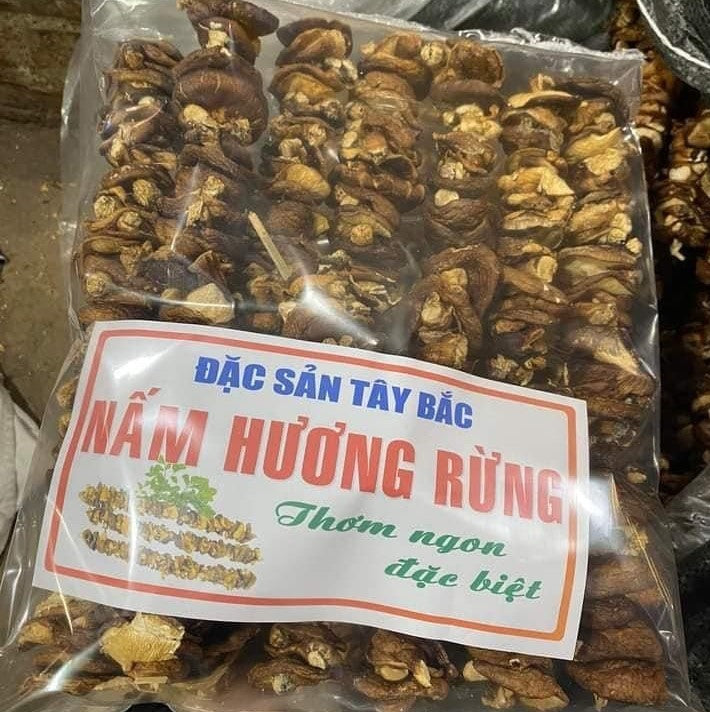 ĐẶC SẢN TÂY BẮC
NẤM HƯƠNG RỪNG
Thơm ngon
đặc biệt